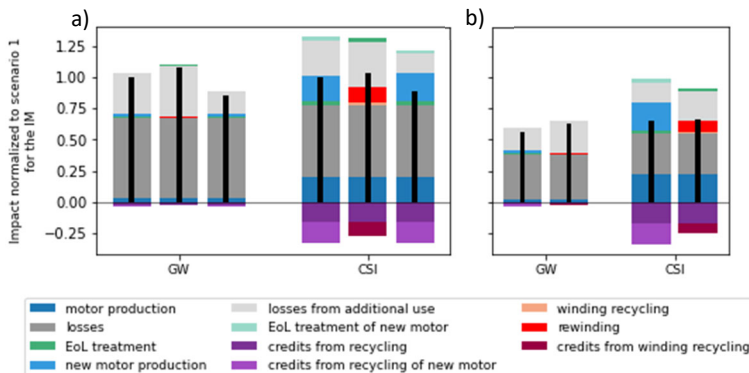 a)
b)
Impact normalized to scenario 1
for the IM
1.25
1.00
0.75
0.50
0.25
0.00
−0.25
GW
CSI
GW
CSI
motor production
losses
EoL treatment
new motor production
losses from additional use
EoL treatment of new motor
credits from recycling
credits from recycling of new motor
winding recycling
rewinding
credits from winding recycling